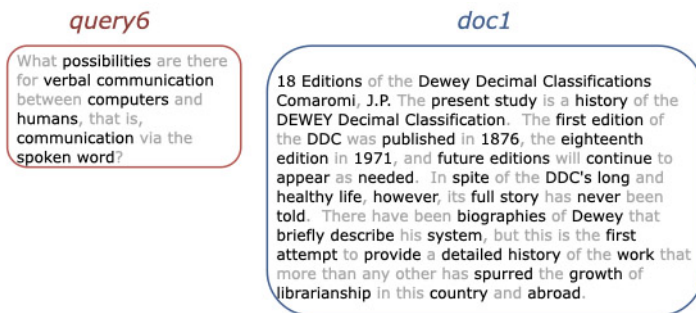 query6
What possibilities are there
for verbal communication
between computers and
humans, that is,
communication via the
spoken word?
doc1
18 Editions of the Dewey Decimal Classifications
Comaromi, J.P. The present study is a history of the
DEWEY Decimal Classification.  The first edition of
the DDC was published in 1876, the eighteenth
edition in 1971, and future editions will continue to
appear as needed.  In spite of the DDC's long and
healthy life, however, its full story has never been
told.  There have been biographies of Dewey that
briefly describe his system, but this is the first
attempt to provide a detailed history of the work that
more than any other has spurred the growth of
librarianship in this country and abroad.